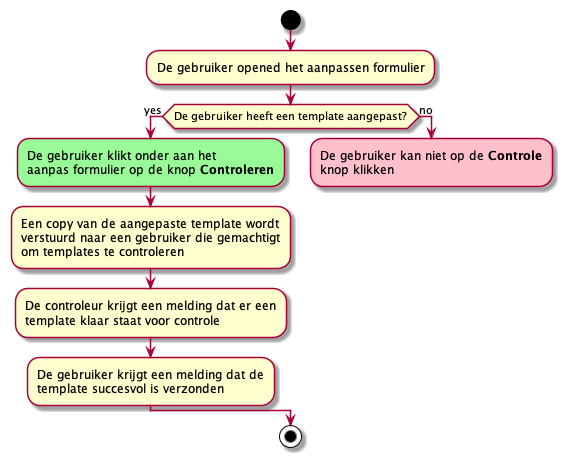 De gebruiker opened het aanpassen formulier
yes
De gebruiker heeft een template aangepast?
no
De gebruiker klikt onder aan het
aanpas formulier op de knop Controleren
De gebruiker kan niet op de Controle
knop klikken
Een copy van de aangepaste template wordt
verstuurd naar een gebruiker die gemachtigt
om templates te controleren
De controleur krijgt een melding dat er een
template klaar staat voor controle
De gebruiker krijgt een melding dat de
template succesvol is verzonden